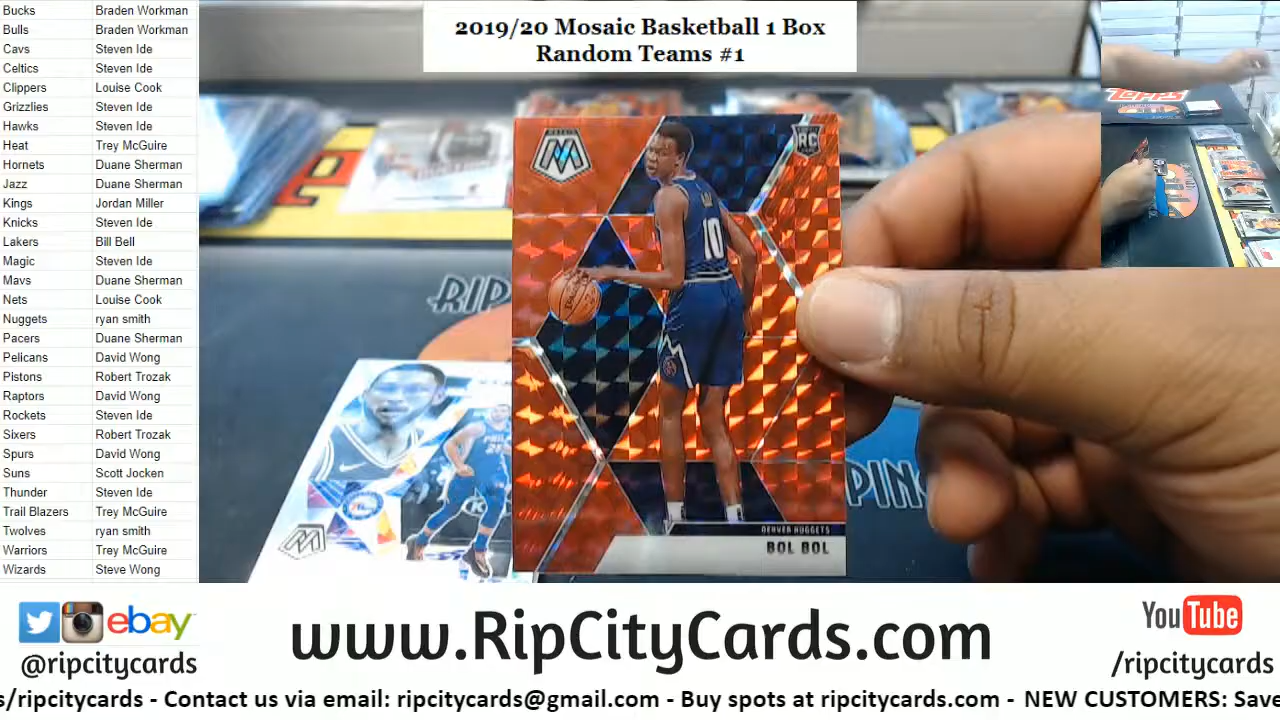 2019/20 Mosaic Basketball 1 Box
Random Teams #1
Bucks Braden Workman
Bulls Braden Workman
Cavs Steven Ide
Celtics Steven Ide
Clippers Louise Cook
Grizzlies Steven Ide
Hawks Steven Ide
Heat Trey McGuire
Hornets Duane Sherman
Jazz Duane Sherman
Kings Jordan Miller
Knicks Steven Ide
Lakers Bill Bell
Magic Steven Ide
Mavs Duane Sherman
Nets Louise Cook
Nuggets ryan smith
Pacers Duane Sherman
Pelicans David Wong
Pistons Robert Trozak
Raptors David Wong
Rockets Steven Ide
Sixers Robert Trozak
Spurs David Wong
Suns Scott Jocken
Thunder Steven Ide
Trail Blazers Trey McGuire
Twolves ryan smith
Warriors Trey McGuire
Wizards Steve Wong
TOPPS
RC
10
RIP
PIN
DENVER NUGGETS
BOL BOL
ebay
@ripcitycards
www.RipCityCards.com
YouTube
/ripcitycards
s/ripcitycards - Contact us via email: ripcitycards@gmail.com - Buy spots at ripcitycards.com - NEW CUSTOMERS: Save